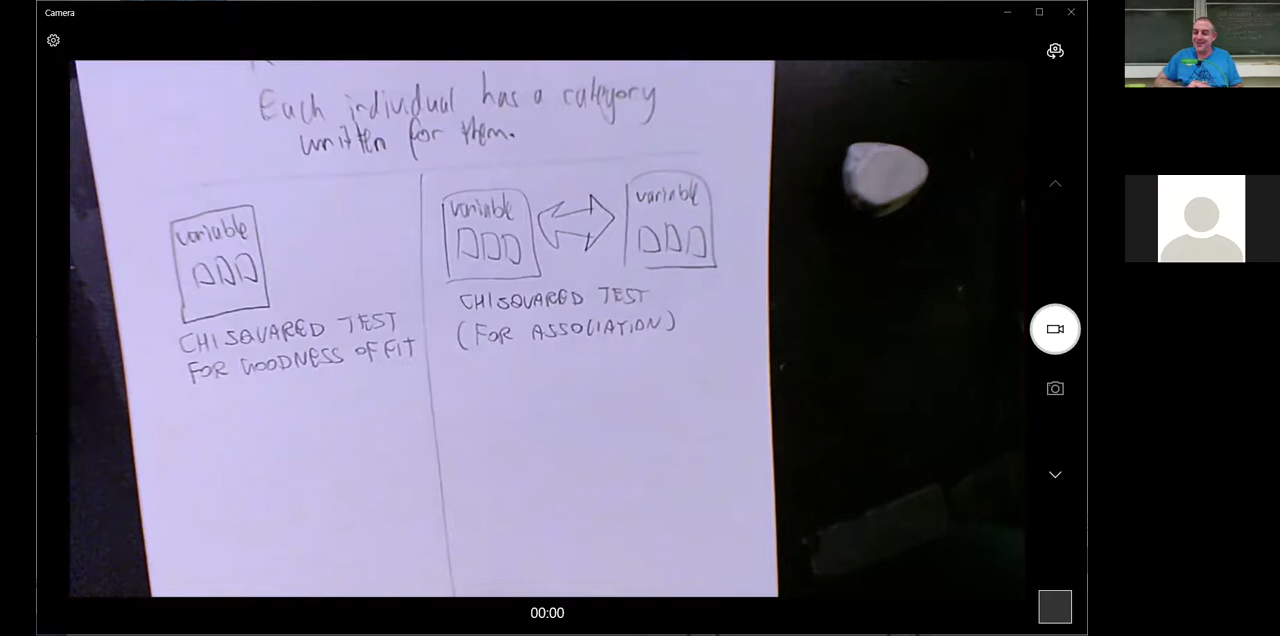 Camera
Each individual has a category
written for them.
variable
CHI SQUARED TEST
FOR GOODNESS OF FIT
variable
variable
CHI SQUARED TEST
(FOR ASSOCIATION)
00:00